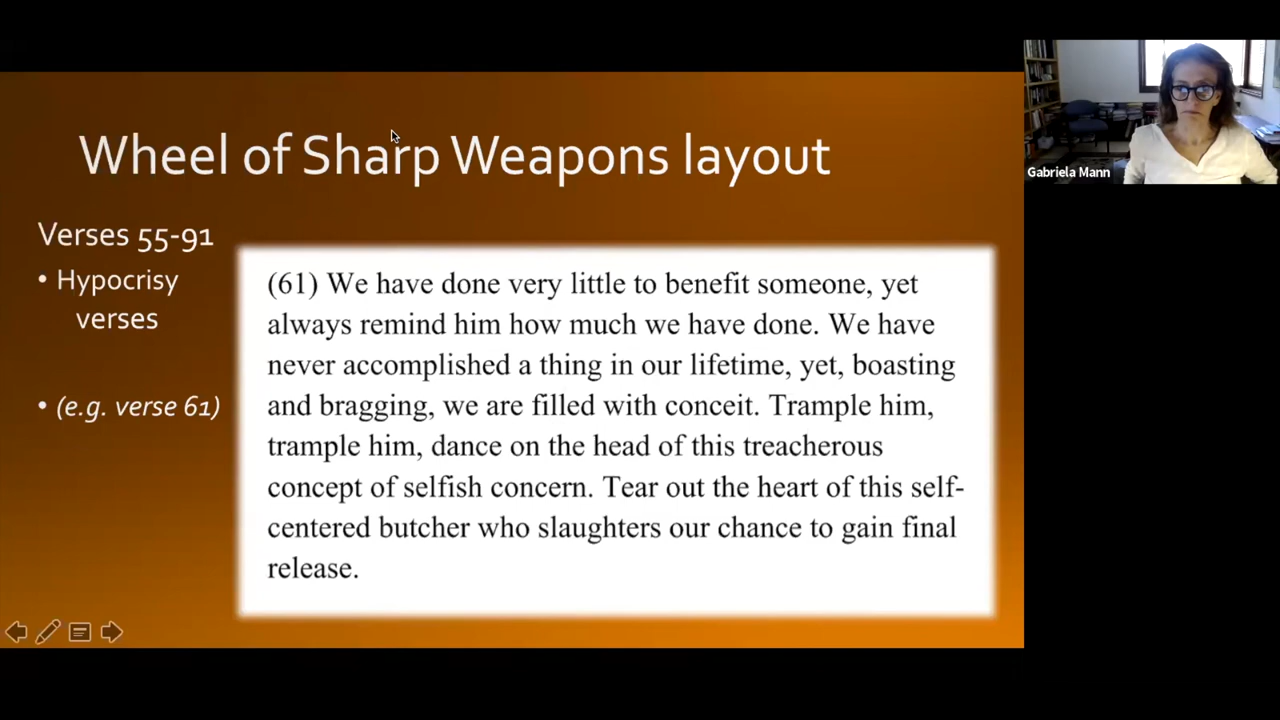 Wheel of Sharp Weapons layout
Gabriela Mann
Verses 55-91
• Hypocrisy
verses
• (e.g. verse 61)
(61) We have done very little to benefit someone, yet
always remind him how much we have done. We have
never accomplished a thing in our lifetime, yet, boasting
and bragging, we are filled with conceit. Trample him,
trample him, dance on the head of this treacherous
concept of selfish concern. Tear out the heart of this self-
centered butcher who slaughters our chance to gain final
release.